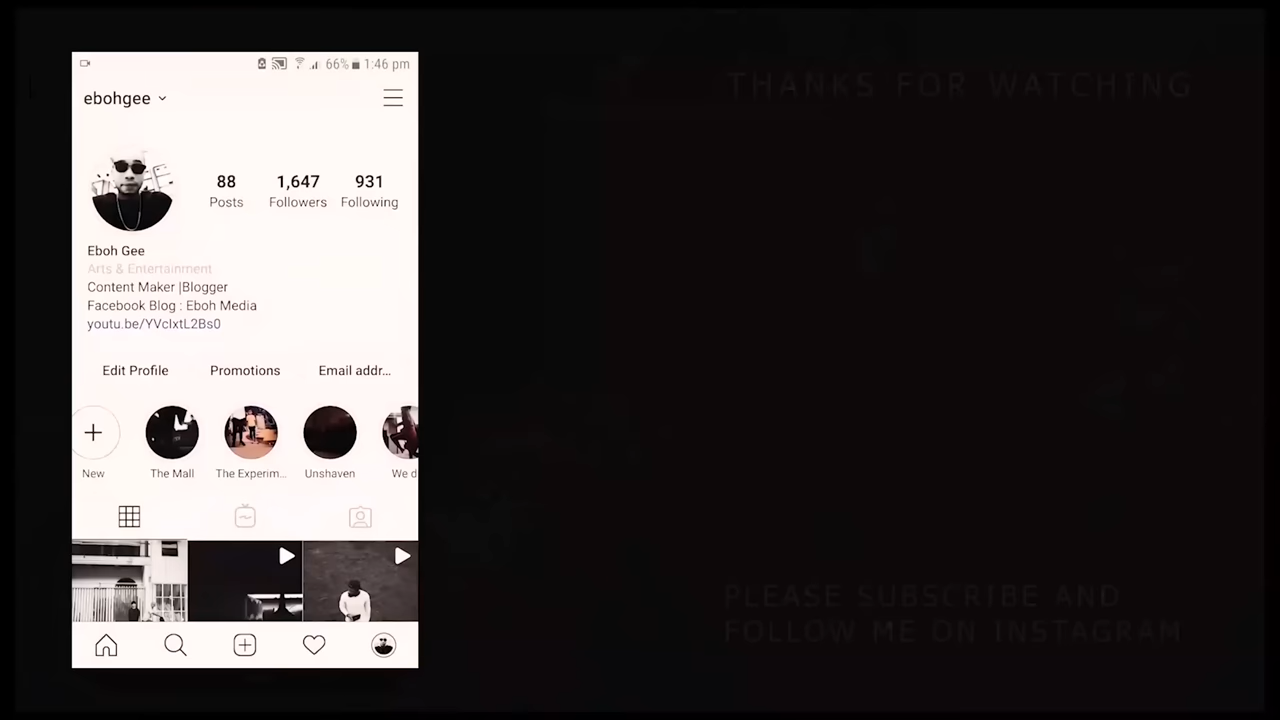 66% 1:46 pm
ebohgee
88 1,647 931
Posts Followers Following
Eboh Gee
Arts & Entertainment
Content Maker |Blogger
Facebook Blog : Eboh Media
youtu.be/YVclxtL2Bs0
Edit Profile Promotions Email addr...
New The Mall The Experim... Unshaven We d
THANKS FOR WATCHING
PLEASE SUBSCRIBE AND
FOLLOW ME ON INSTAGRAM